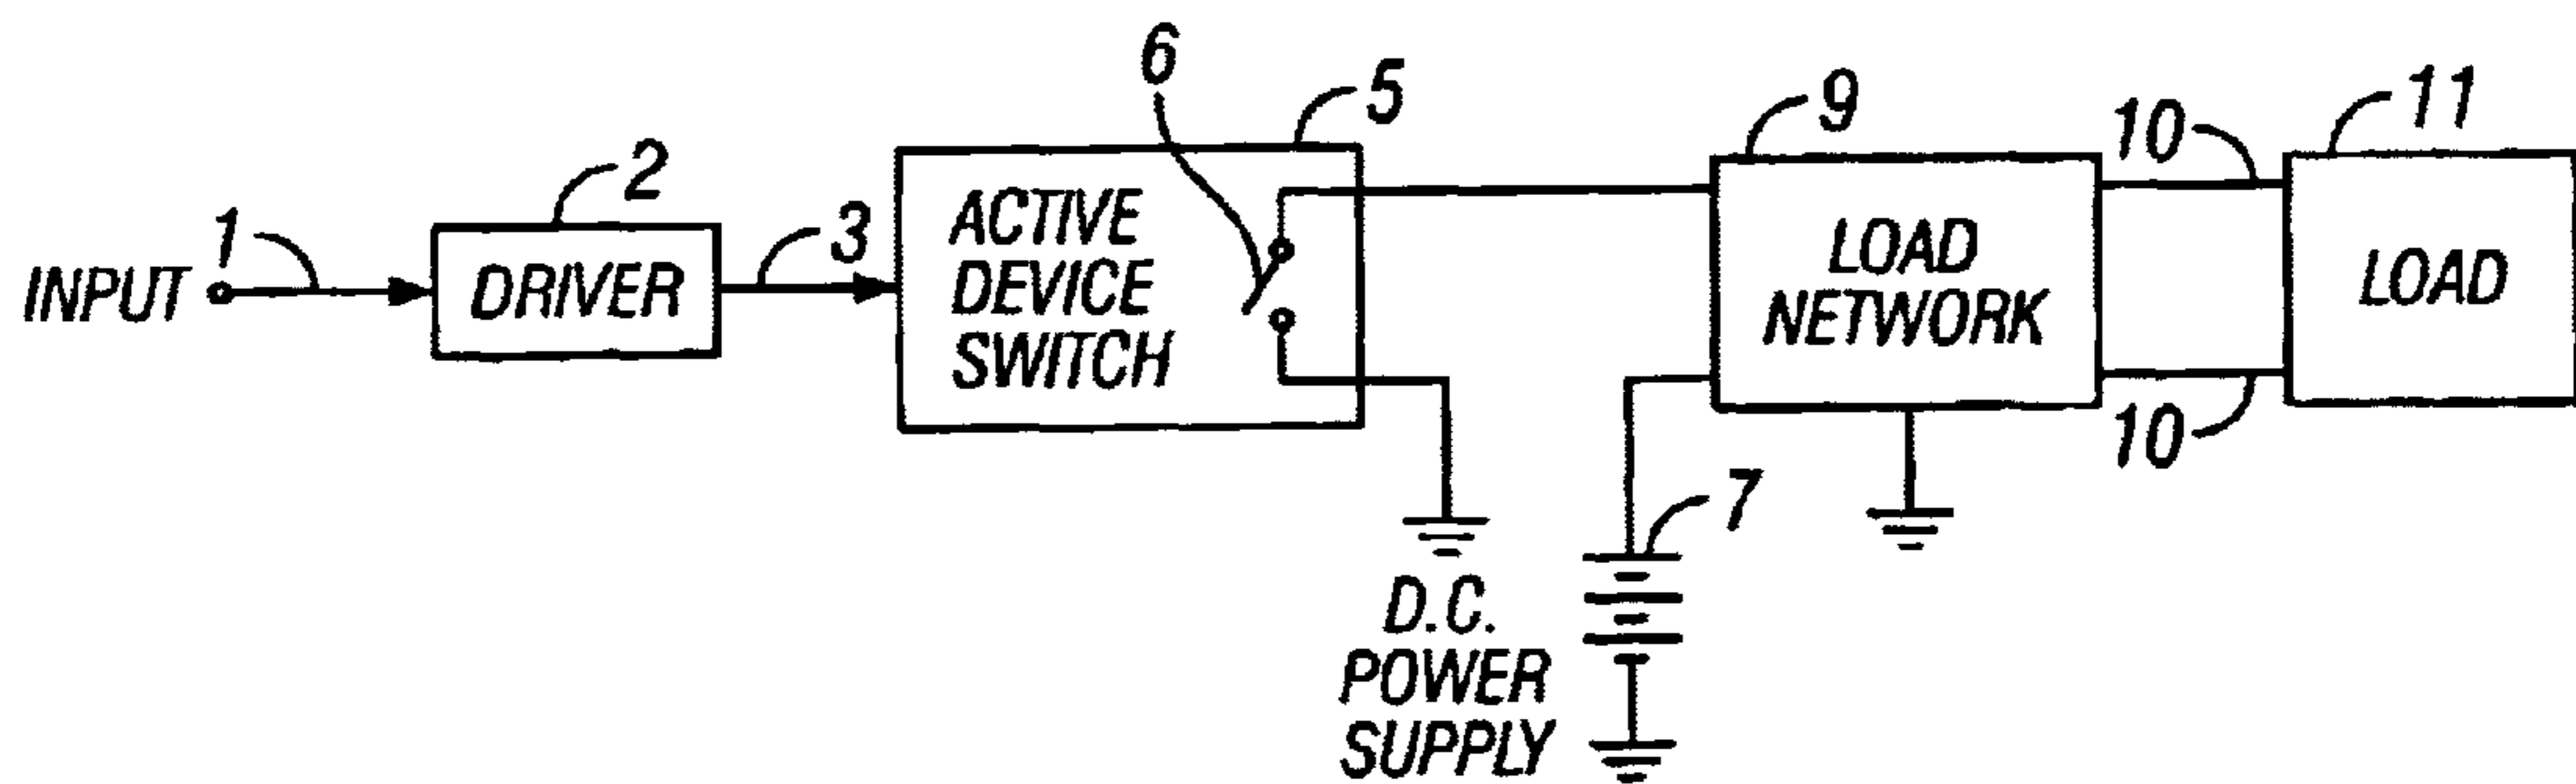 6
5
9
11
10
2
1
3
INPUT
DRIVER
ACTIVE
DEVICE
SWITCH
LOAD
NETWORK
LOAD
10
7
D.C.
POWER
SUPPLY